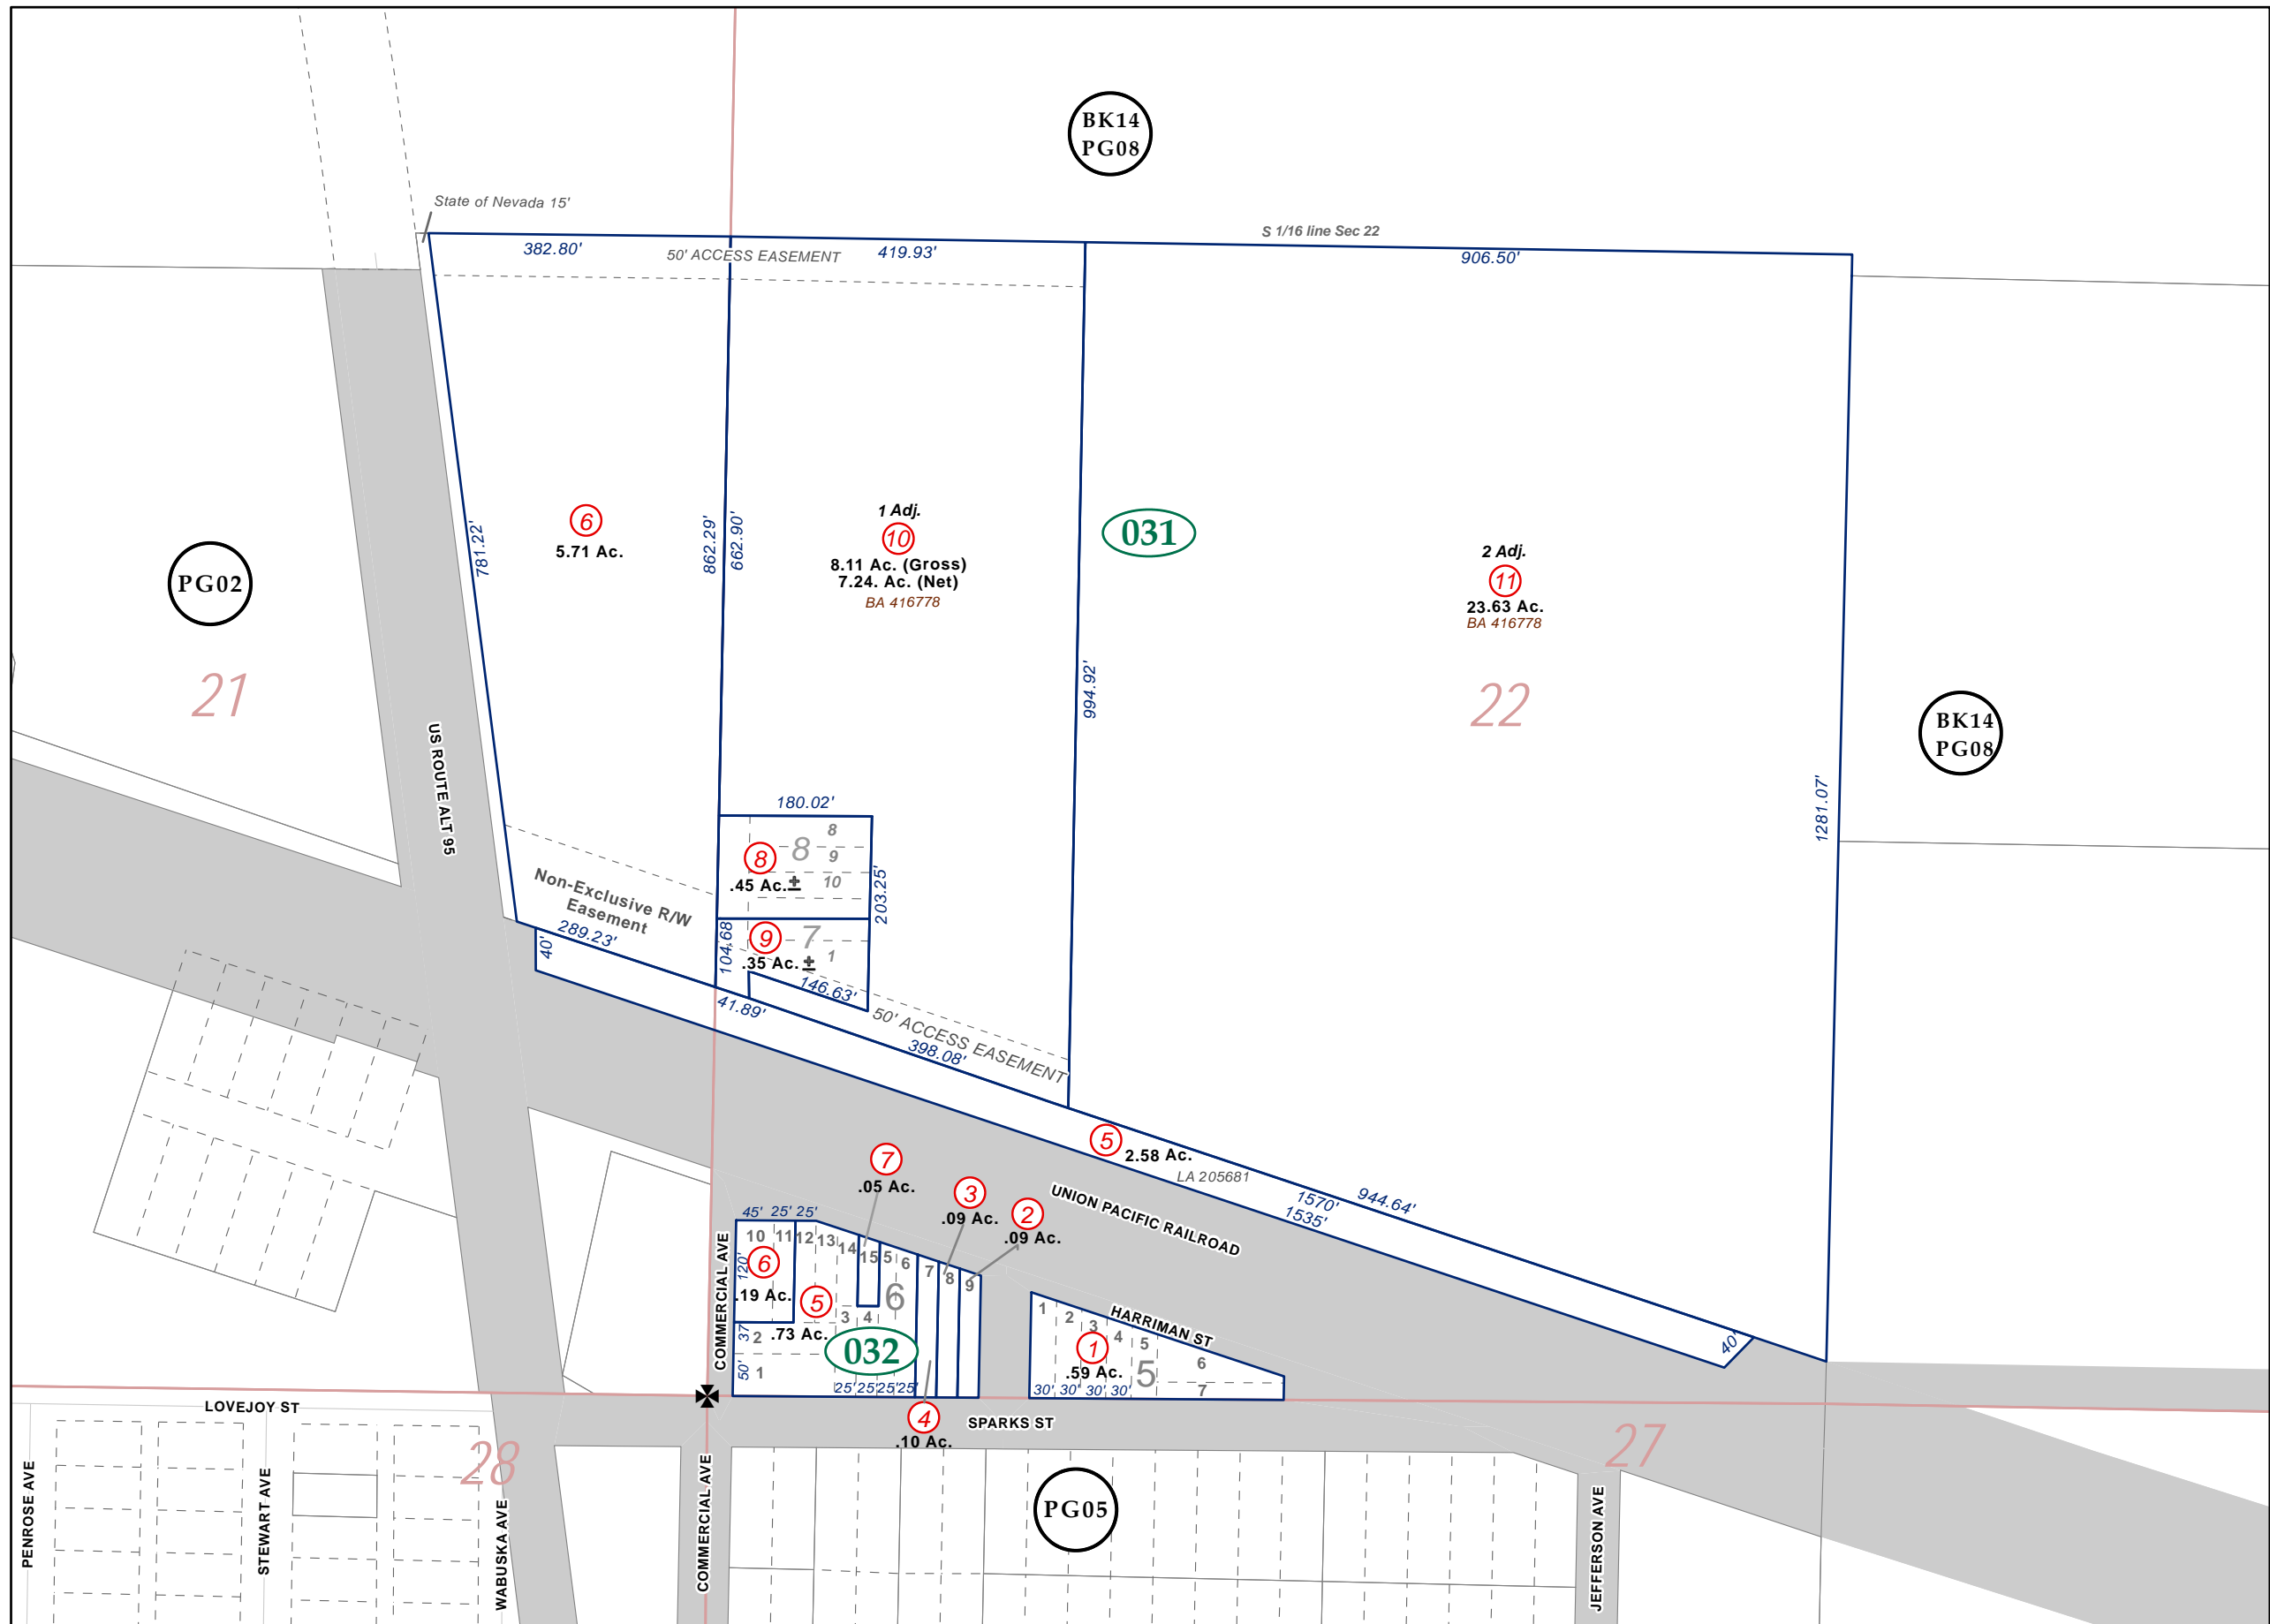 BK14
PG08
State of Nevada 15'
S 1/16 line Sec 22
382.80'
50' ACCESS EASEMENT
419.93'
906.50'
781.22'
6
5.71 Ac.
862.29'
662.90'
1 Adj.
10
8.11 Ac. (Gross)
7.24. Ac. (Net)
BA 416778
031
2 Adj.
11
23.63 Ac.
BA 416778
PG02
21
22
994.92'
BK14
PG08
1281.07'
US ROUTE ALT 95
180.02'
8
8
8
9
10
.45 Ac.±
203.25'
Non-Exclusive R/W
Easement
289.23'
40'
104.68
9
7
1
.35 Ac.±
146.63'
41.89'
50' ACCESS EASEMENT
398.08'
5
2.58 Ac.
LA 205681
1570'
944.64'
1535'
40'
UNION PACIFIC RAILROAD
7
.05 Ac.
3
.09 Ac.
2
.09 Ac.
COMMERCIAL AVE
45'
25'
25'
10
11
12
13
14
15
5
6
7
8
9
120'
6
.19 Ac.
5
6
3
4
37'
2
.73 Ac.
032
50'
1
25'
25'
25'
25'
4
.10 Ac.
HARRIMAN ST
1
2
3
4
5
6
7
1
.59 Ac.
5
30'
30'
30'
30'
SPARKS ST
LOVEJOY ST
28
27
PG05
PENROSE AVE
STEWART AVE
WABUSKA AVE
COMMERCIAL AVE
JEFFERSON AVE